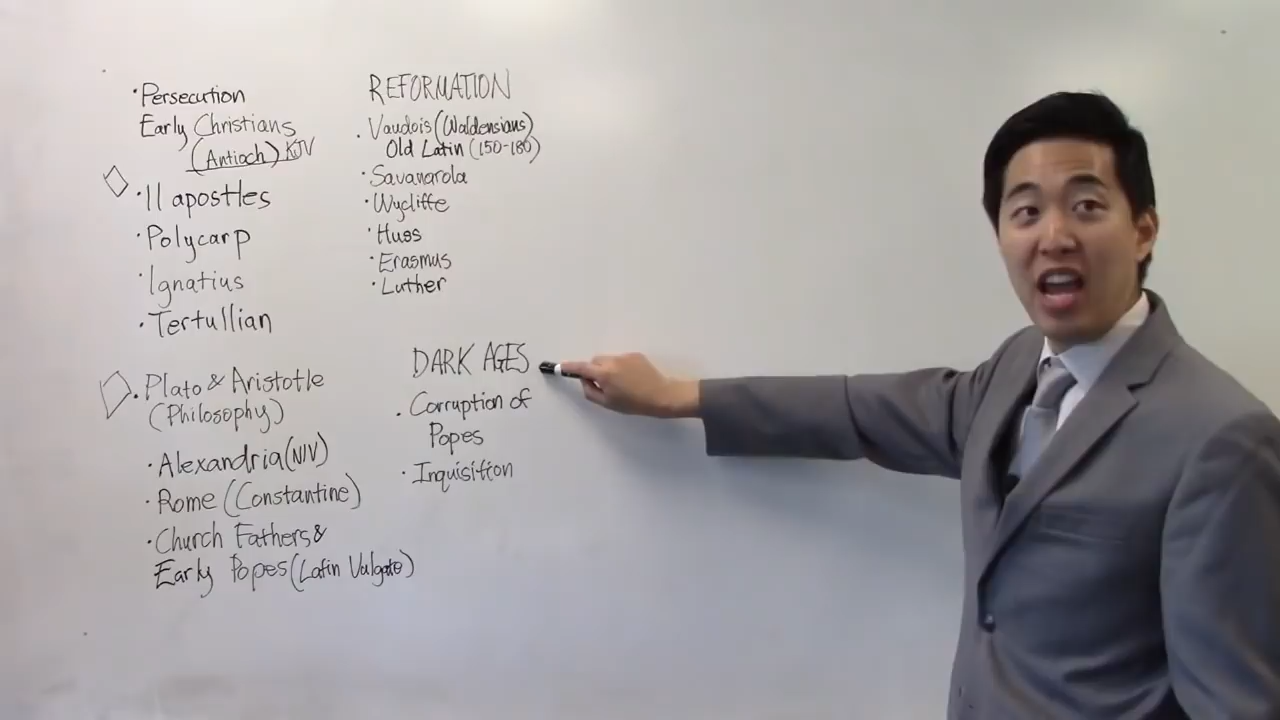 •Persecution
Early Christians
(Antioch) KJV
•11 apostles
•Polycarp
•Ignatius
•Tertullian
•Plato & Aristotle
(Philosophy)
•Alexandria (NIV)
•Rome (Constantine)
•Church Fathers &
Early Popes (Latin Vulgate)
REFORMATION
•Vaudois (Waldensians)
Old Latin (150-180)
•Savanarola
•Wycliffe
•Huss
•Erasmus
•Luther
DARK AGES
•Corruption of
Popes
•Inquisition